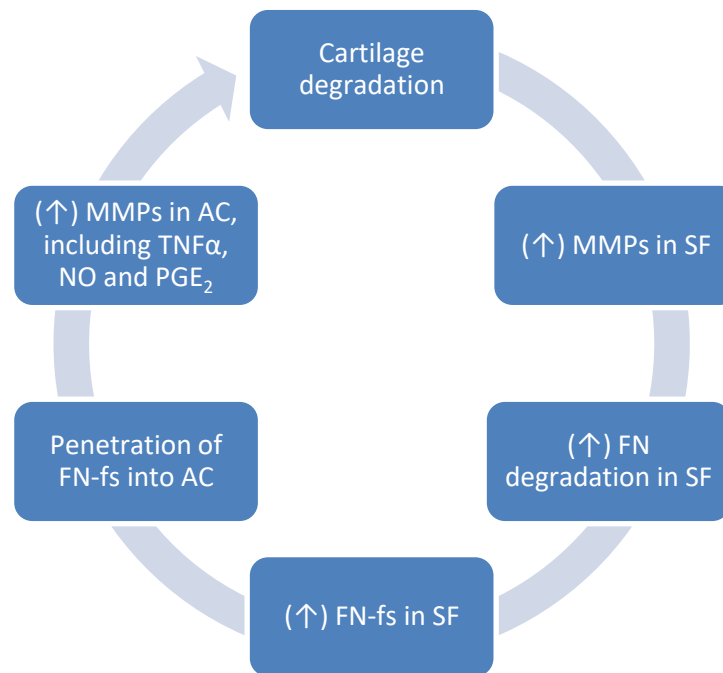 Cartilage
degradation
(↑) MMPs in SF
(↑) FN
degradation in SF
(↑) FN-fs in SF
Penetration of
FN-fs into AC
(↑) MMPs in AC,
including TNFα,
NO and PGE₂